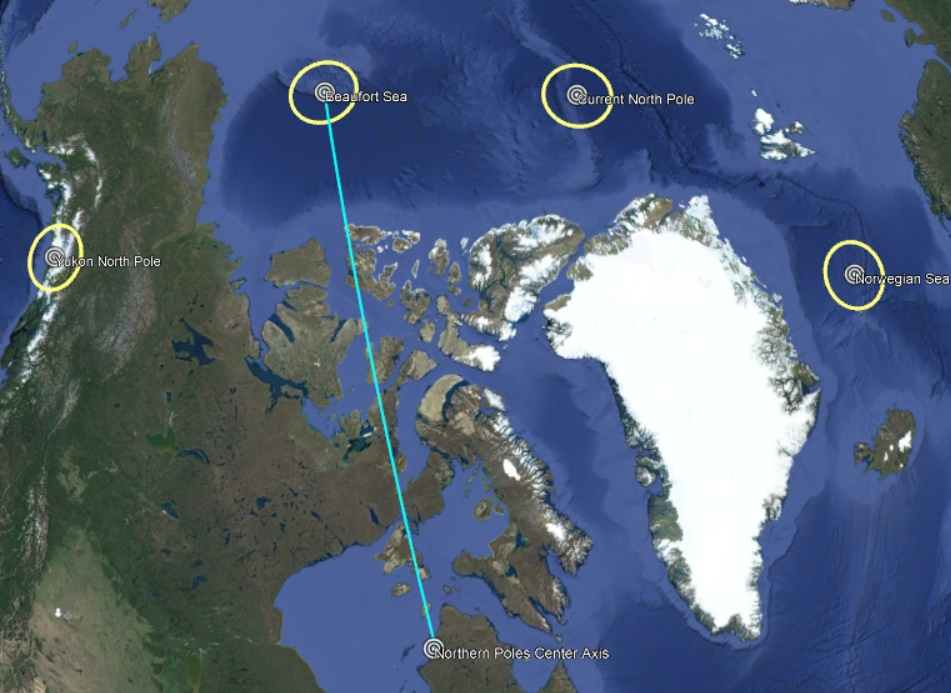 Beaufort Sea
Current North Pole
Yukon North Pole
Norwegian Sea
Northern Poles Center Axis